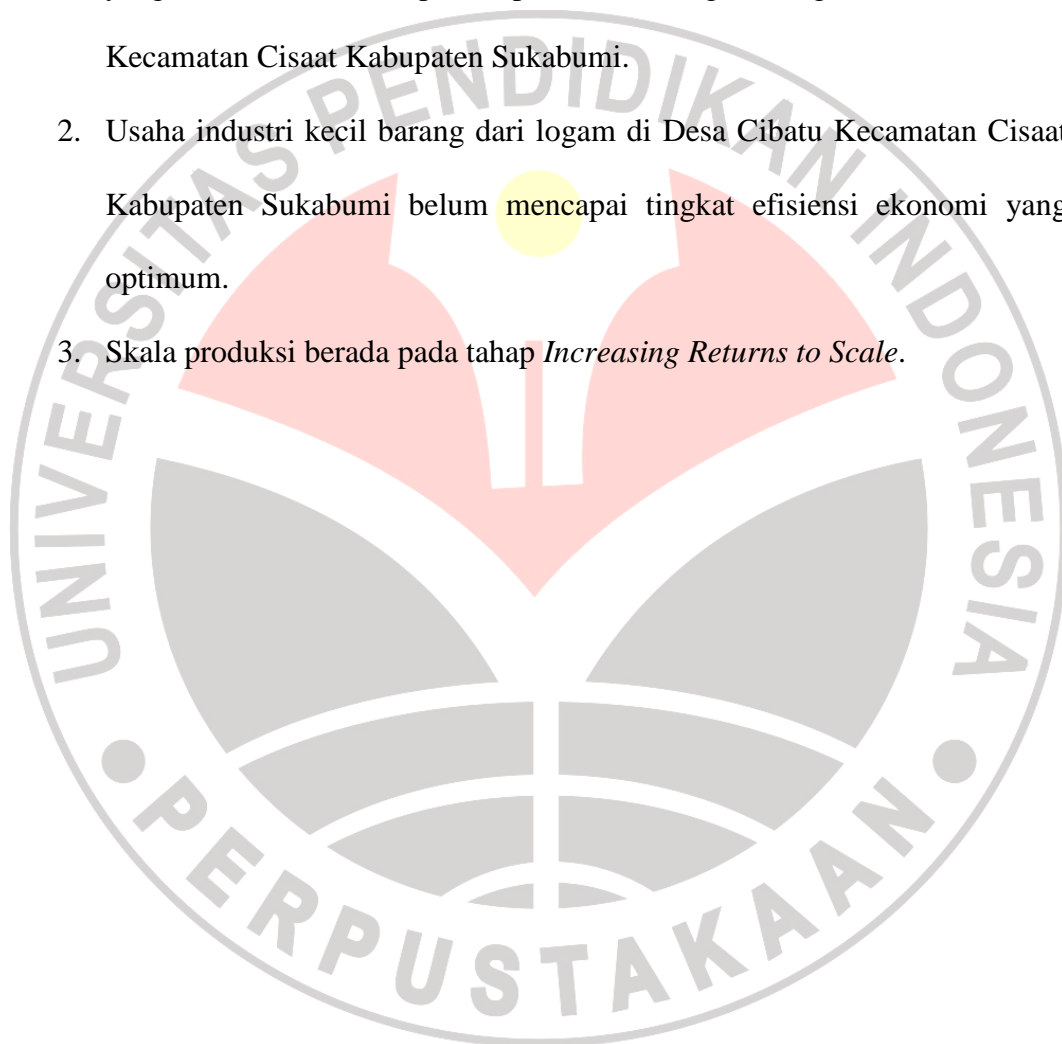 Kecamatan Cisaat Kabupaten Sukabumi.
2. Usaha industri kecil barang dari logam di Desa Cibatu Kecamatan Cisaat
Kabupaten Sukabumi belum mencapai tingkat efisiensi ekonomi yang
optimum.
3. Skala produksi berada pada tahap Increasing Returns to Scale.
UNIVERSITAS PENDIDIKAN INDONESIA
PERPUSTAKAAN